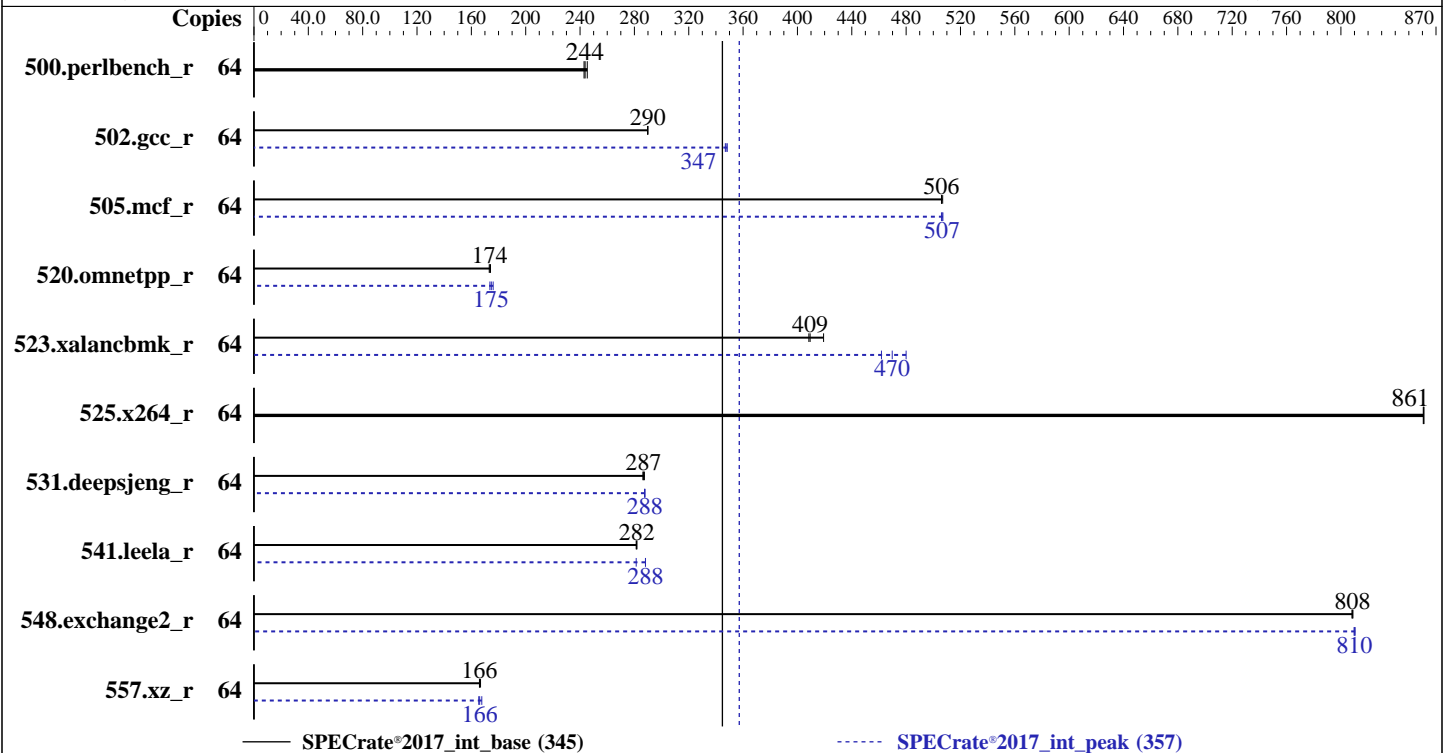 Copies 0 40.0 80.0 120 160 200 240 280 320 360 400 440 480 520 560 600 640 680 720 760 800 870
500.perlbench_r 64 244
502.gcc_r 64 290
347
505.mcf_r 64 506
507
520.omnetpp_r 64 174
175
523.xalancbmk_r 64 409
470
525.x264_r 64 861
531.deepsjeng_r 64 287
288
541.leela_r 64 282
288
548.exchange2_r 64 808
810
557.xz_r 64 166
166
SPECrate®2017_int_base (345) SPECrate®2017_int_peak (357)